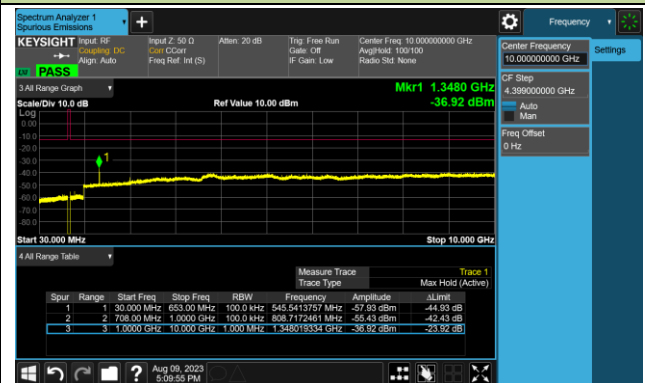 Spectrum Analyzer 1
Spurious Emissions
Frequency
KEYSIGHT
Input: RF
Coupling: DC
Align: Auto
Input Z: 50 Ω
Corr CCorr
Freq Ref: Int (S)
Atten: 20 dB
Trig: Free Run
Gate: Off
IF Gain: Low
Center Freq: 10.000000000 GHz
Avg|Hold: 100/100
Radio Std: None
PASS
Center Frequency
10.000000000 GHz
Settings
CF Step
4.399000000 GHz
Auto
Man
Freq Offset
0 Hz
3 All Range Graph
Mkr1 1.3480 GHz
Scale/Div 10.0 dB
Ref Value 10.00 dBm
-36.92 dBm
Log
0.00
-10.0
-20.0
-30.0
-40.0
-50.0
-60.0
-70.0
-80.0
1
Start 30.000 MHz
Stop 10.000 GHz
4 All Range Table
Measure Trace Trace 1
Trace Type Max Hold (Active)
Spur Range Start Freq Stop Freq RBW Frequency Amplitude ΔLimit
1 1 30.000 MHz 653.00 MHz 100.0 kHz 545.5413757 MHz -57.93 dBm -44.93 dB
2 2 708.00 MHz 1.0000 GHz 100.0 kHz 808.7172461 MHz -55.43 dBm -42.43 dB
3 3 1.0000 GHz 10.000 GHz 1.000 MHz 1.348019334 GHz -36.92 dBm -23.92 dB
?
Aug 09, 2023
5:09:55 PM